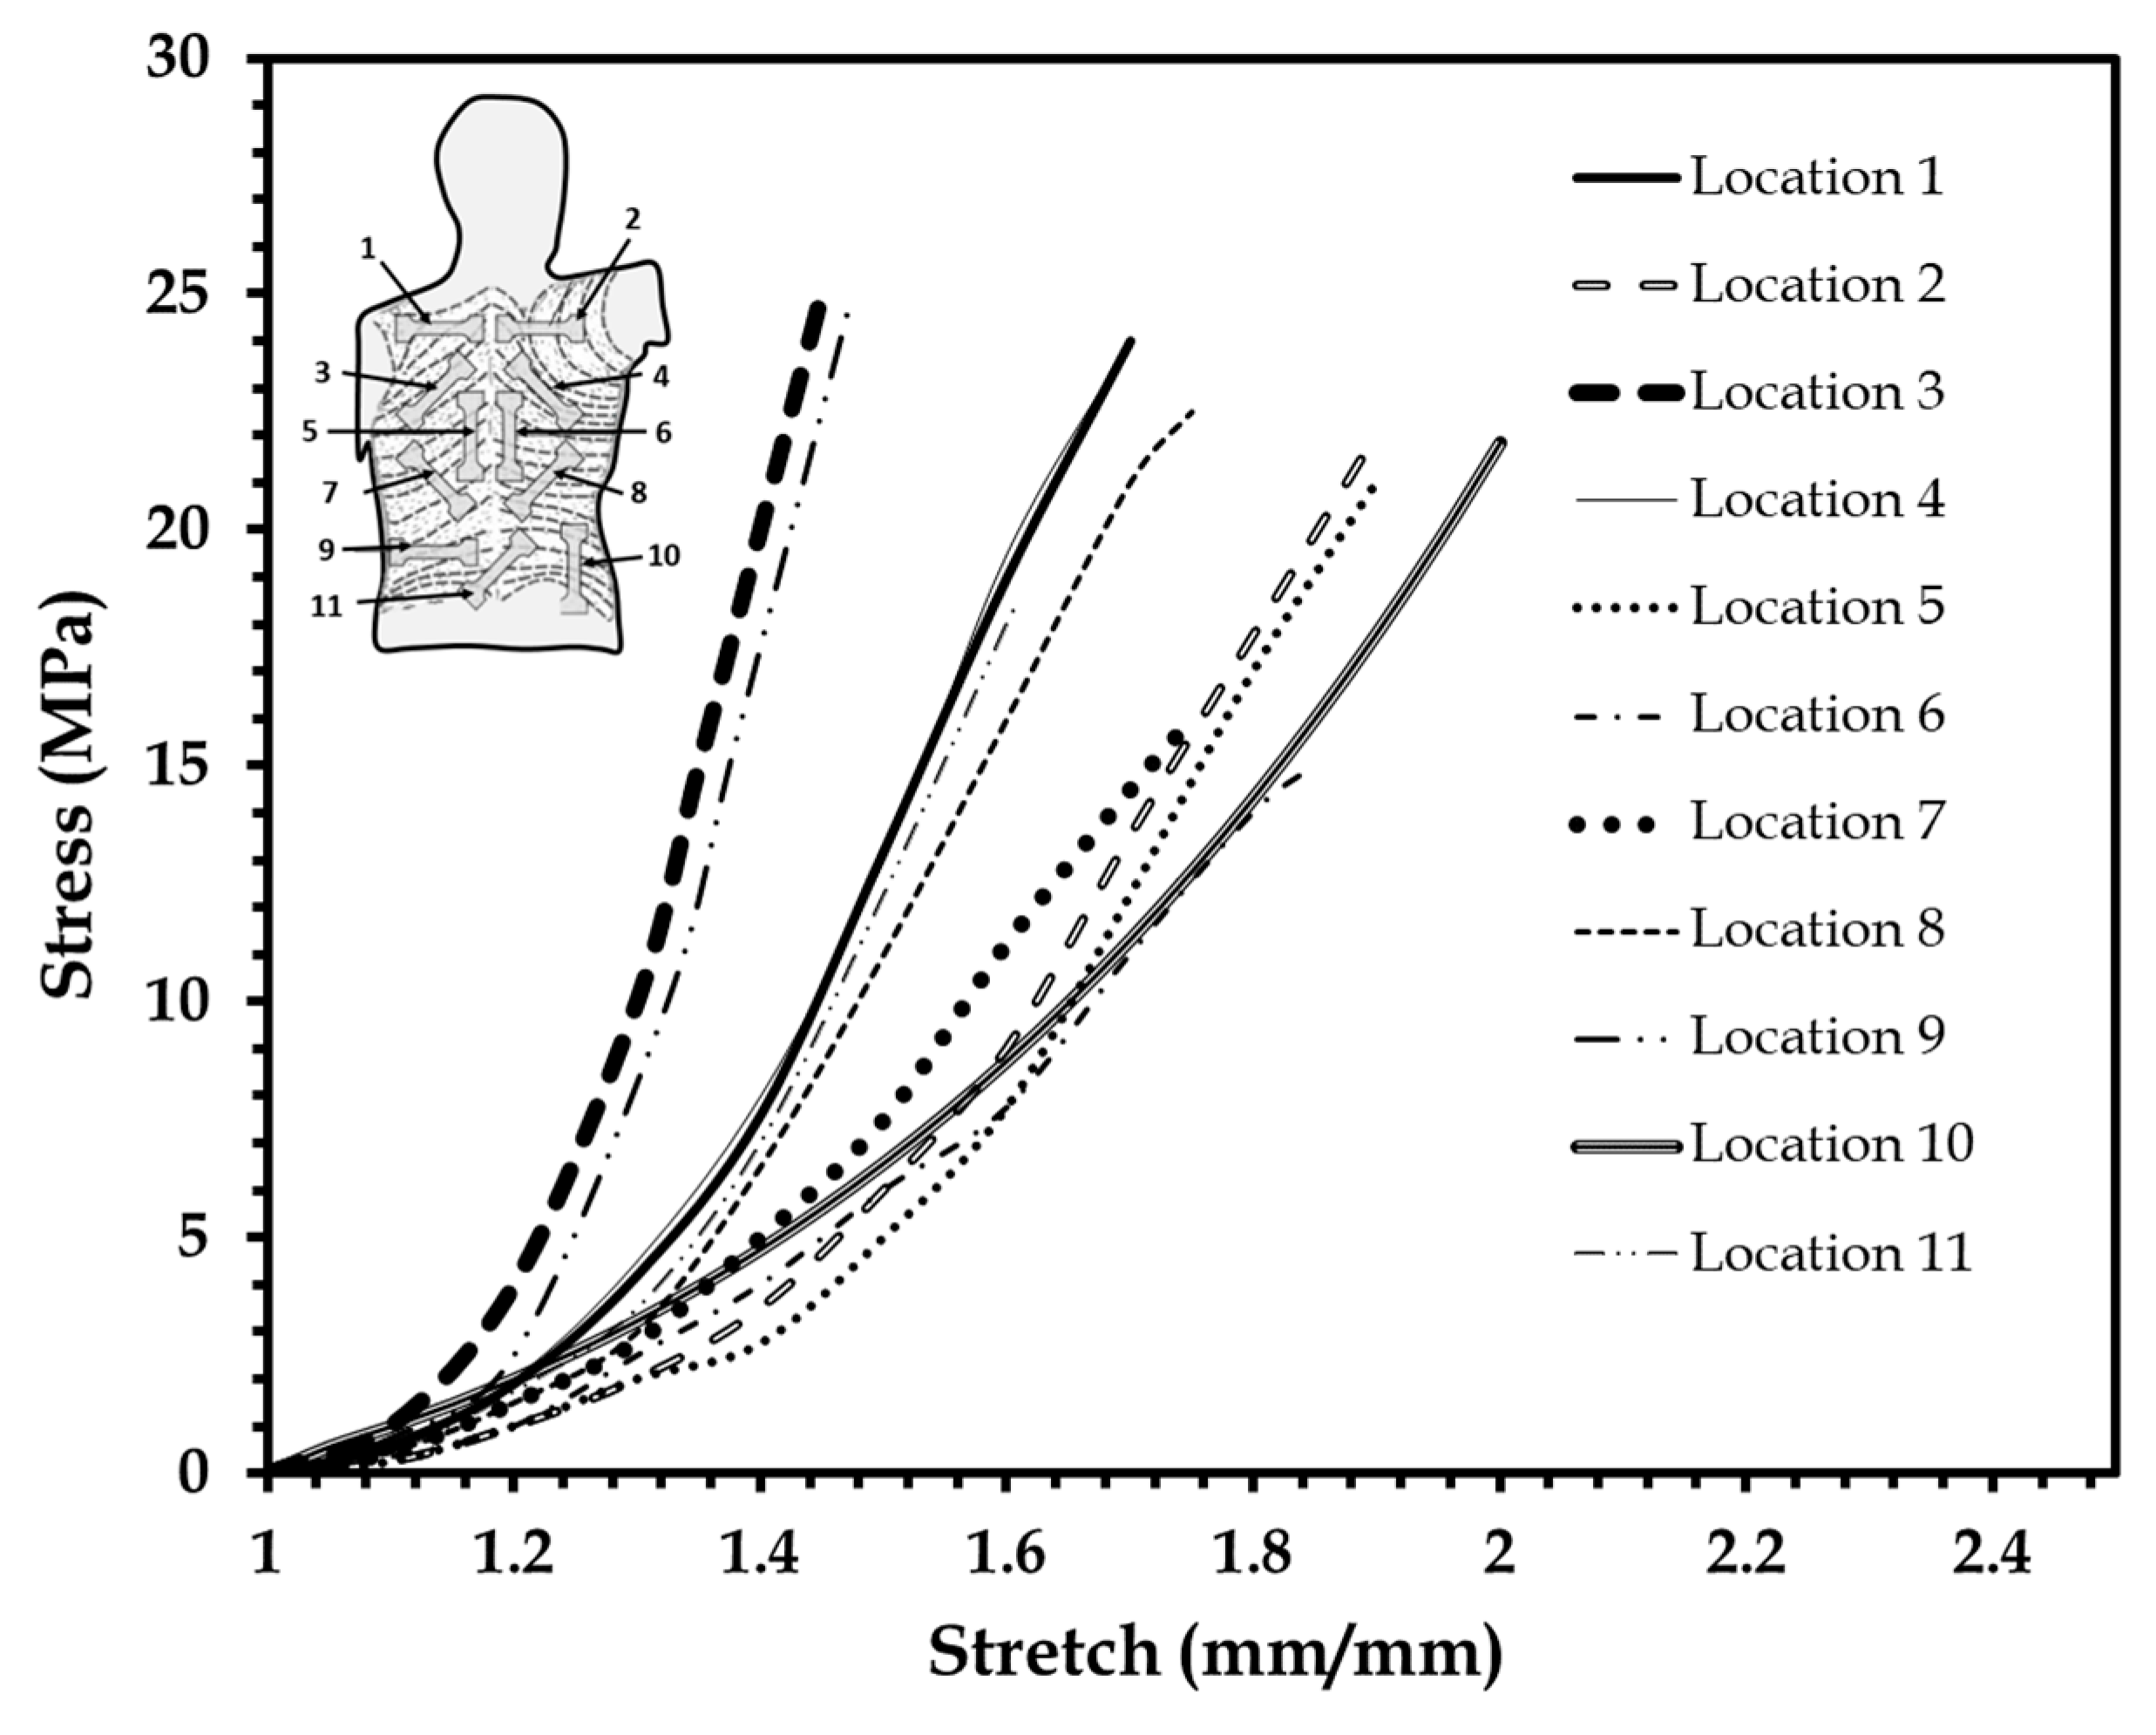 30
25
20
15
10
5
0
Stress (MPa)
1
2
3
4
5
6
7
8
9
10
11
Location 1
Location 2
Location 3
Location 4
Location 5
Location 6
Location 7
Location 8
Location 9
Location 10
Location 11
1 1.2 1.4 1.6 1.8 2 2.2 2.4
Stretch (mm/mm)